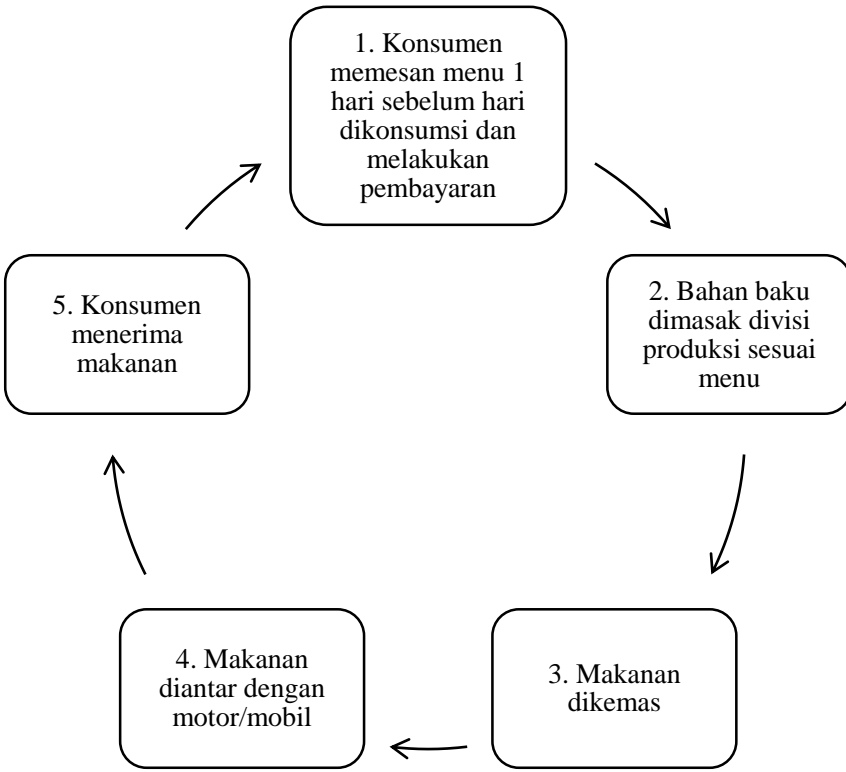 1. Konsumen
memesan menu 1
hari sebelum hari
dikonsumsi dan
melakukan
pembayaran
2. Bahan baku
dimasak divisi
produksi sesuai
menu
3. Makanan
dikemas
4. Makanan
diantar dengan
motor/mobil
5. Konsumen
menerima
makanan